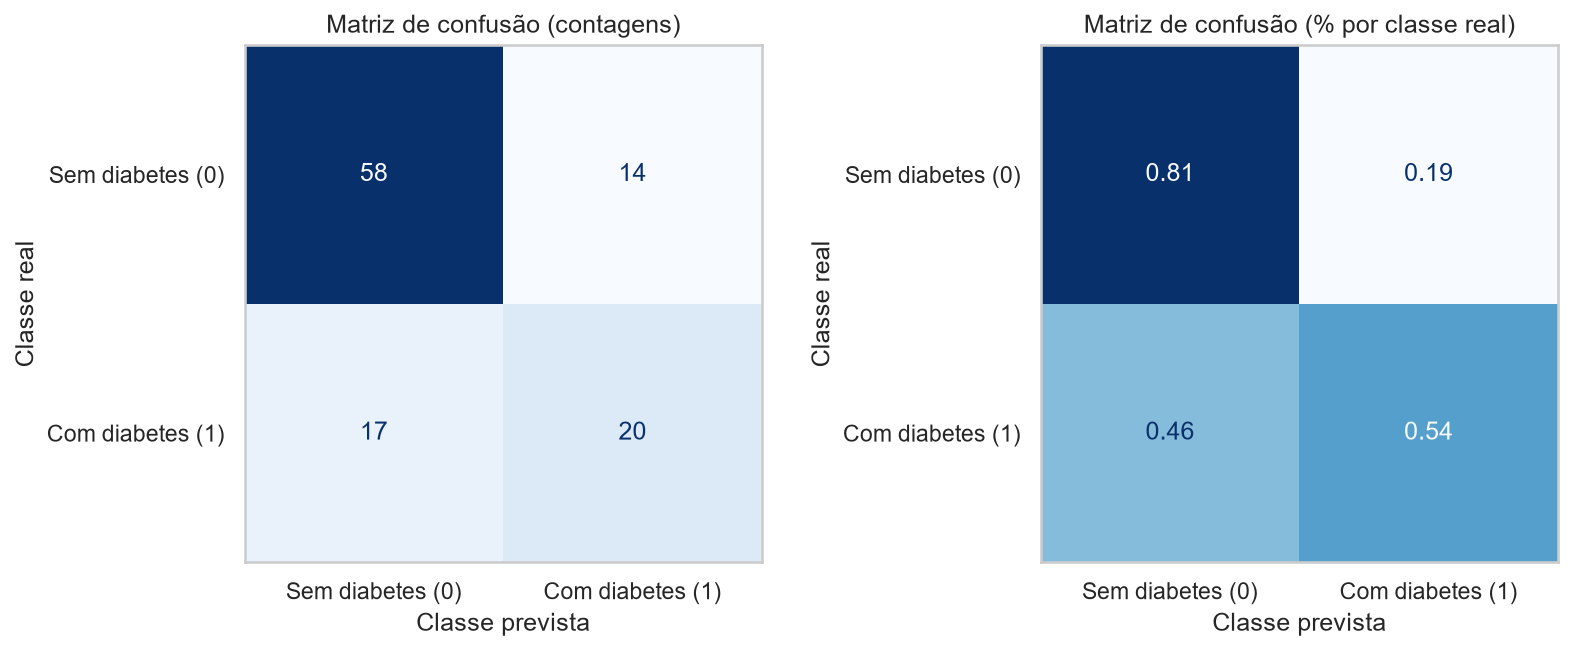 Matriz de confusão (contagens)
58
14
17
20
Sem diabetes (0)
Com diabetes (1)
Classe real
Sem diabetes (0)
Com diabetes (1)
Classe prevista
Matriz de confusão (% por classe real)
0.81
0.19
0.46
0.54
Sem diabetes (0)
Com diabetes (1)
Classe real
Sem diabetes (0)
Com diabetes (1)
Classe prevista